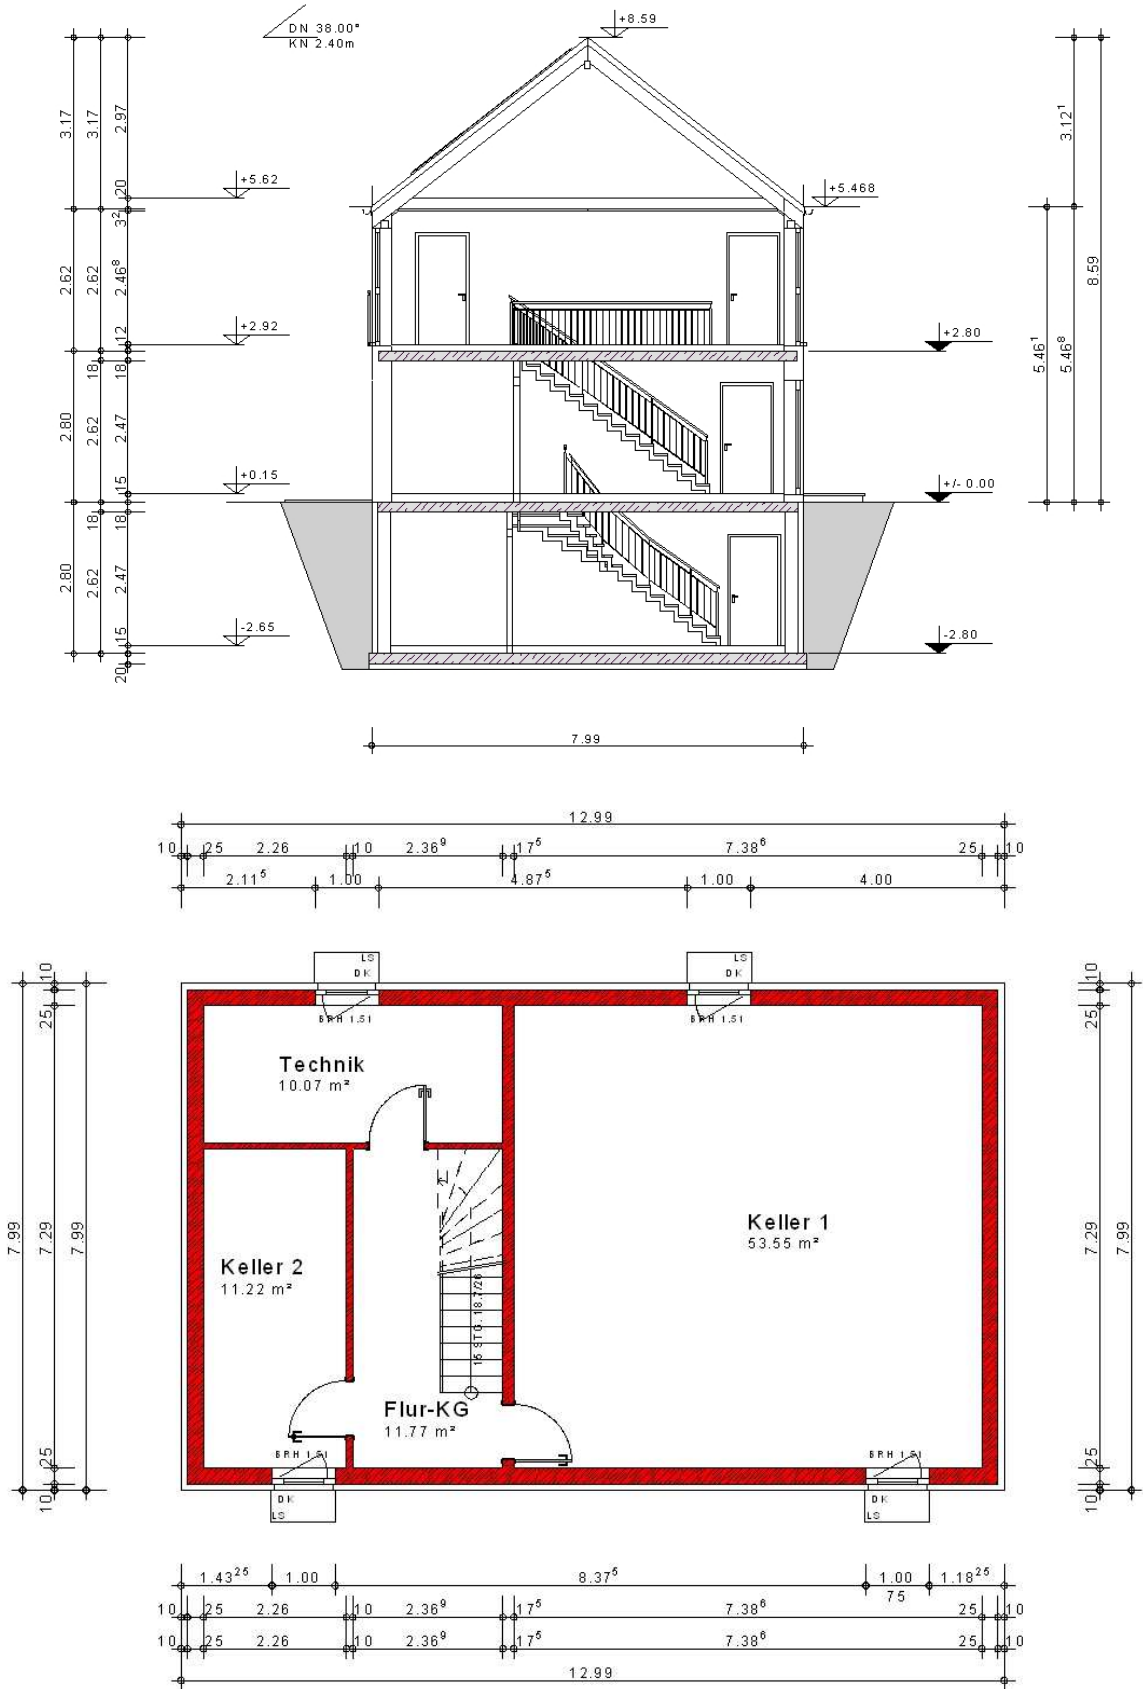 DN 38.00°
KN 2.40m
+8.59
3.17
3.17
2.97
3.12¹
20
+5.62
+5.468
3²
2.62
2.62
2.46⁸
8.59
12
+2.92
+2.80
5.46¹
5.46⁸
18
18
2.80
2.62
2.47
15
+0.15
+/- 0.00
18
18
2.80
2.62
2.47
15
-2.65
-2.80
20
7.99
12.99
10 25 2.26 10 2.36⁹ 17⁵ 7.38⁶ 25 10
2.11⁵ 1.00 4.87⁵ 1.00 4.00
LS
DK
BRH 1.51
LS
DK
BRH 1.51
10
25
7.99
7.29
7.99
25
10
10
25
7.29
7.99
25
10
Technik
10.07 m²
Keller 1
53.55 m²
Keller 2
11.22 m²
15 STG. 18.7/26
Flur-KG
11.77 m²
BRH 1.51
DK
LS
BRH 1.51
DK
LS
1.43²⁵ 1.00 8.37⁵ 1.00 1.18²⁵
75
10 25 2.26 10 2.36⁹ 17⁵ 7.38⁶ 25 10
10 25 2.26 10 2.36⁹ 17⁵ 7.38⁶ 25 10
12.99